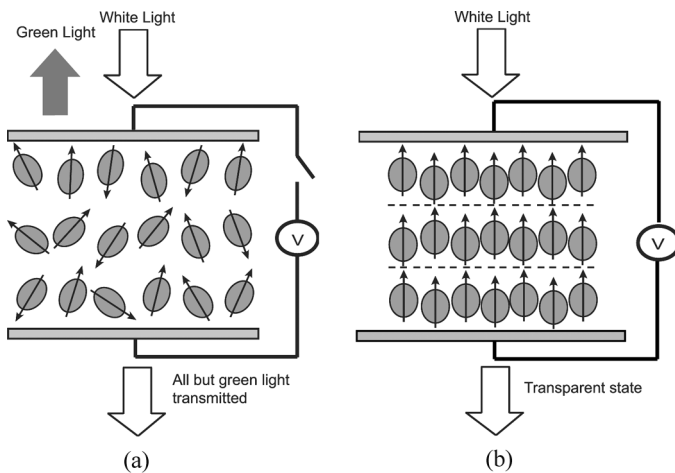 White Light
Green Light
V
All but green light
transmitted
(a)
White Light
V
Transparent state
(b)